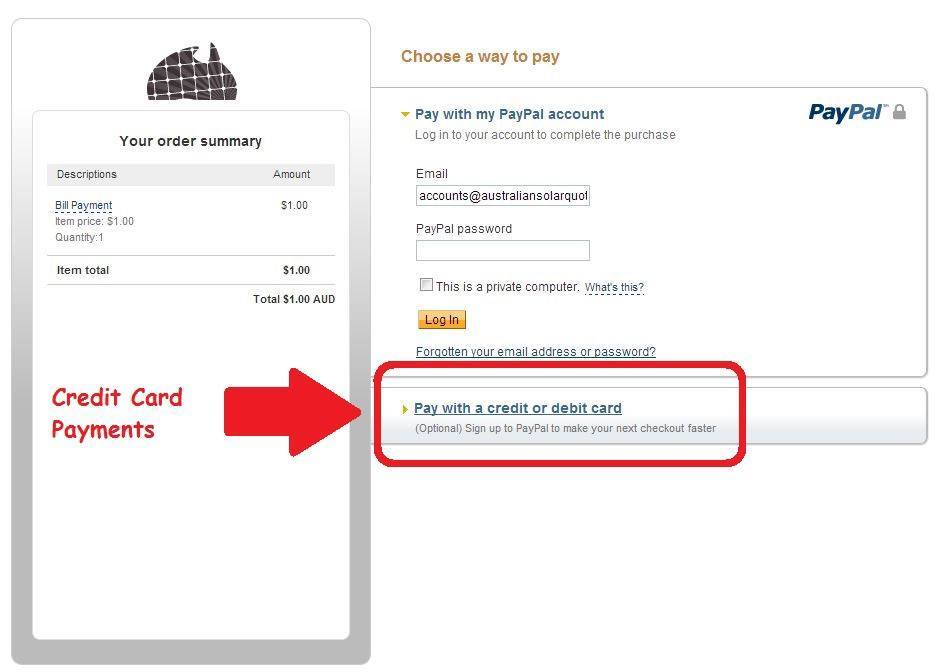 Choose a way to pay
Your order summary
Descriptions Amount
Bill Payment $1.00
Item price: $1.00
Quantity:1
Item total $1.00
Total $1.00 AUD
Credit Card
Payments
Pay with my PayPal account
PayPal
Log in to your account to complete the purchase
Email
accounts@australiansolarquot
PayPal password
This is a private computer. What's this?
Log In
Forgotten your email address or password?
Pay with a credit or debit card
(Optional) Sign up to PayPal to make your next checkout faster